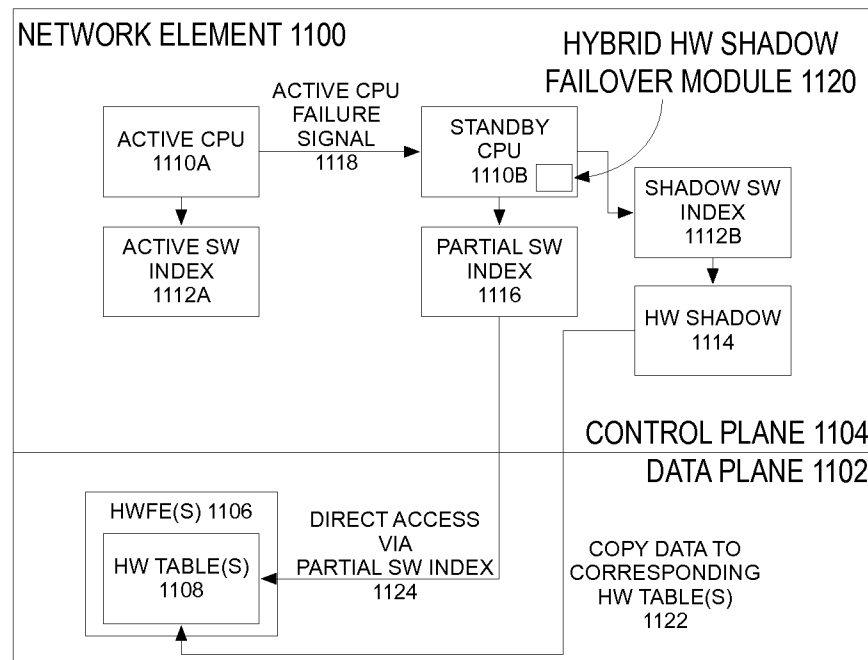 NETWORK ELEMENT 1100
HYBRID HW SHADOW
FAILOVER MODULE 1120
ACTIVE CPU
FAILURE
SIGNAL
1118
ACTIVE CPU
1110A
STANDBY
CPU
1110B
SHADOW SW
INDEX
1112B
ACTIVE SW
INDEX
1112A
PARTIAL SW
INDEX
1116
HW SHADOW
1114
CONTROL PLANE 1104
DATA PLANE 1102
HWFE(S) 1106
HW TABLE(S)
1108
DIRECT ACCESS
VIA
PARTIAL SW INDEX
1124
COPY DATA TO
CORRESPONDING
HW TABLE(S)
1122